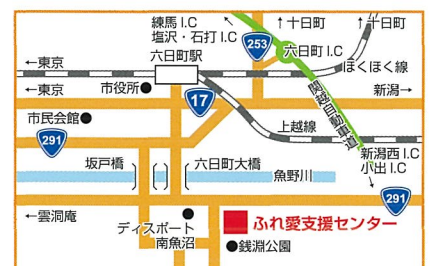 練馬 I.C
塩沢・石打 I.C
↑十日町
↑十日町
253
六日町 I.C
六日町駅
←東京
ほくほく線
←東京
市役所
17
新潟→
関越自動車道
市民会館
上越線
291
新潟西 I.C
小出 I.C
坂戸橋
六日町大橋
魚野川
291
←雲洞庵
ディスポート
南魚沼
ふれ愛支援センター
銭淵公園